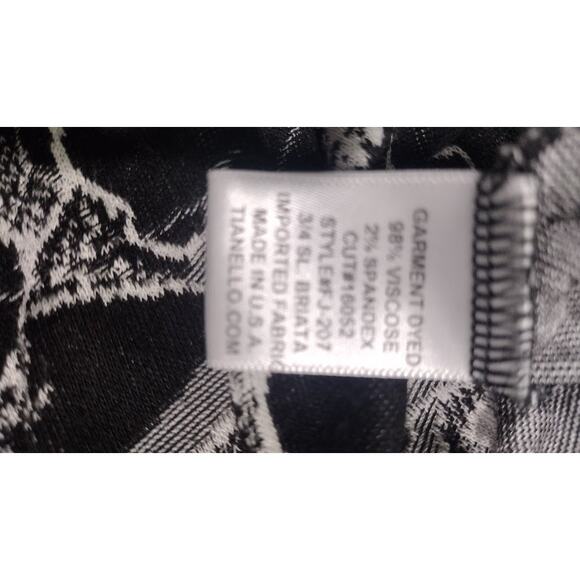 GARMENT DYED
98% VISCOSE
2% SPANDEX
CUT#16052
STYLE#FJ-207
3/4 SL. BRIATA
IMPORTED FABRIC
MADE IN U.S.A.
TIANELLO.COM